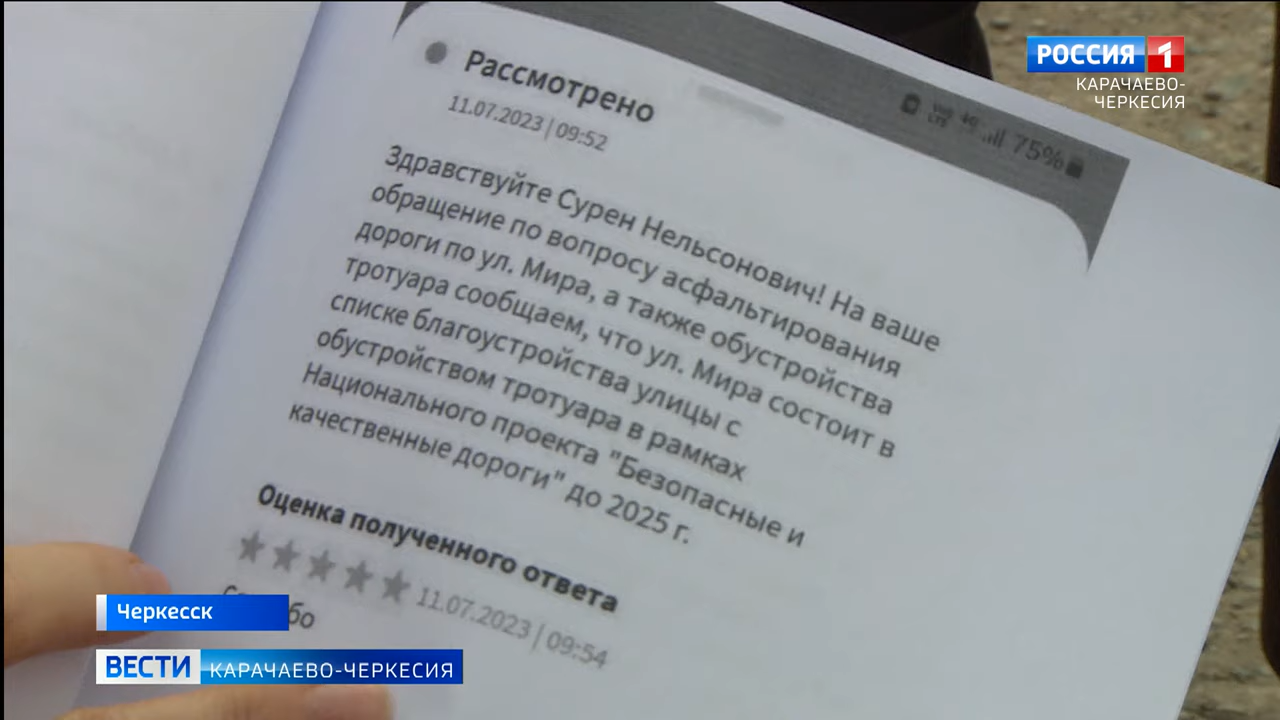 РОССИЯ 1
КАРАЧАЕВО-
ЧЕРКЕСИЯ
75%
Рассмотрено
11.07.2023 | 09:52
Здравствуйте Сурен Нельсонович! На ваше
обращение по вопросу асфальтирования
дороги по ул. Мира, а также обустройства
тротуара сообщаем, что ул. Мира состоит в
списке благоустройства улицы с
обустройством тротуара в рамках
Национального проекта "Безопасные и
качественные дороги" до 2025 г.
Оценка полученного ответа
11.07.2023 | 09:54
Черкесск
ВЕСТИ КАРАЧАЕВО-ЧЕРКЕСИЯ